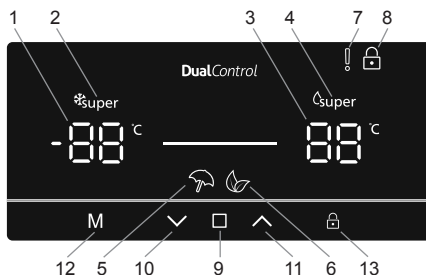 1 2 3 4 7 8
DualControl
super super
-88 °C 88 °C
M
12 5 10 9 11 6 13